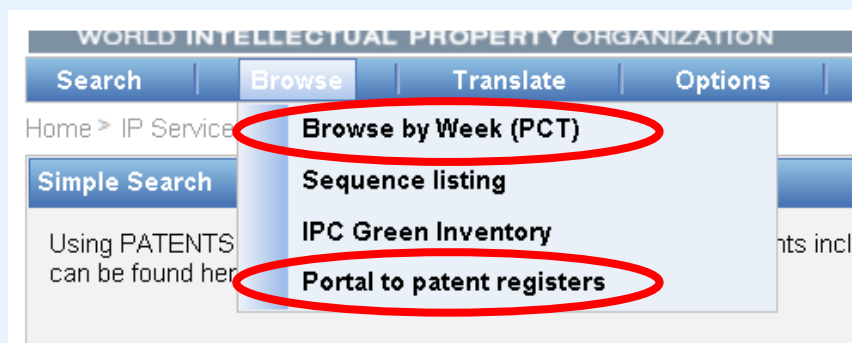 WORLD INTELLECTUAL PROPERTY ORGANIZATION
Search Browse Translate Options
Home > IP Service
Browse by Week (PCT)
Simple Search
Sequence listing
IPC Green Inventory
Using PATENTS nts incl
can be found her
Portal to patent registers